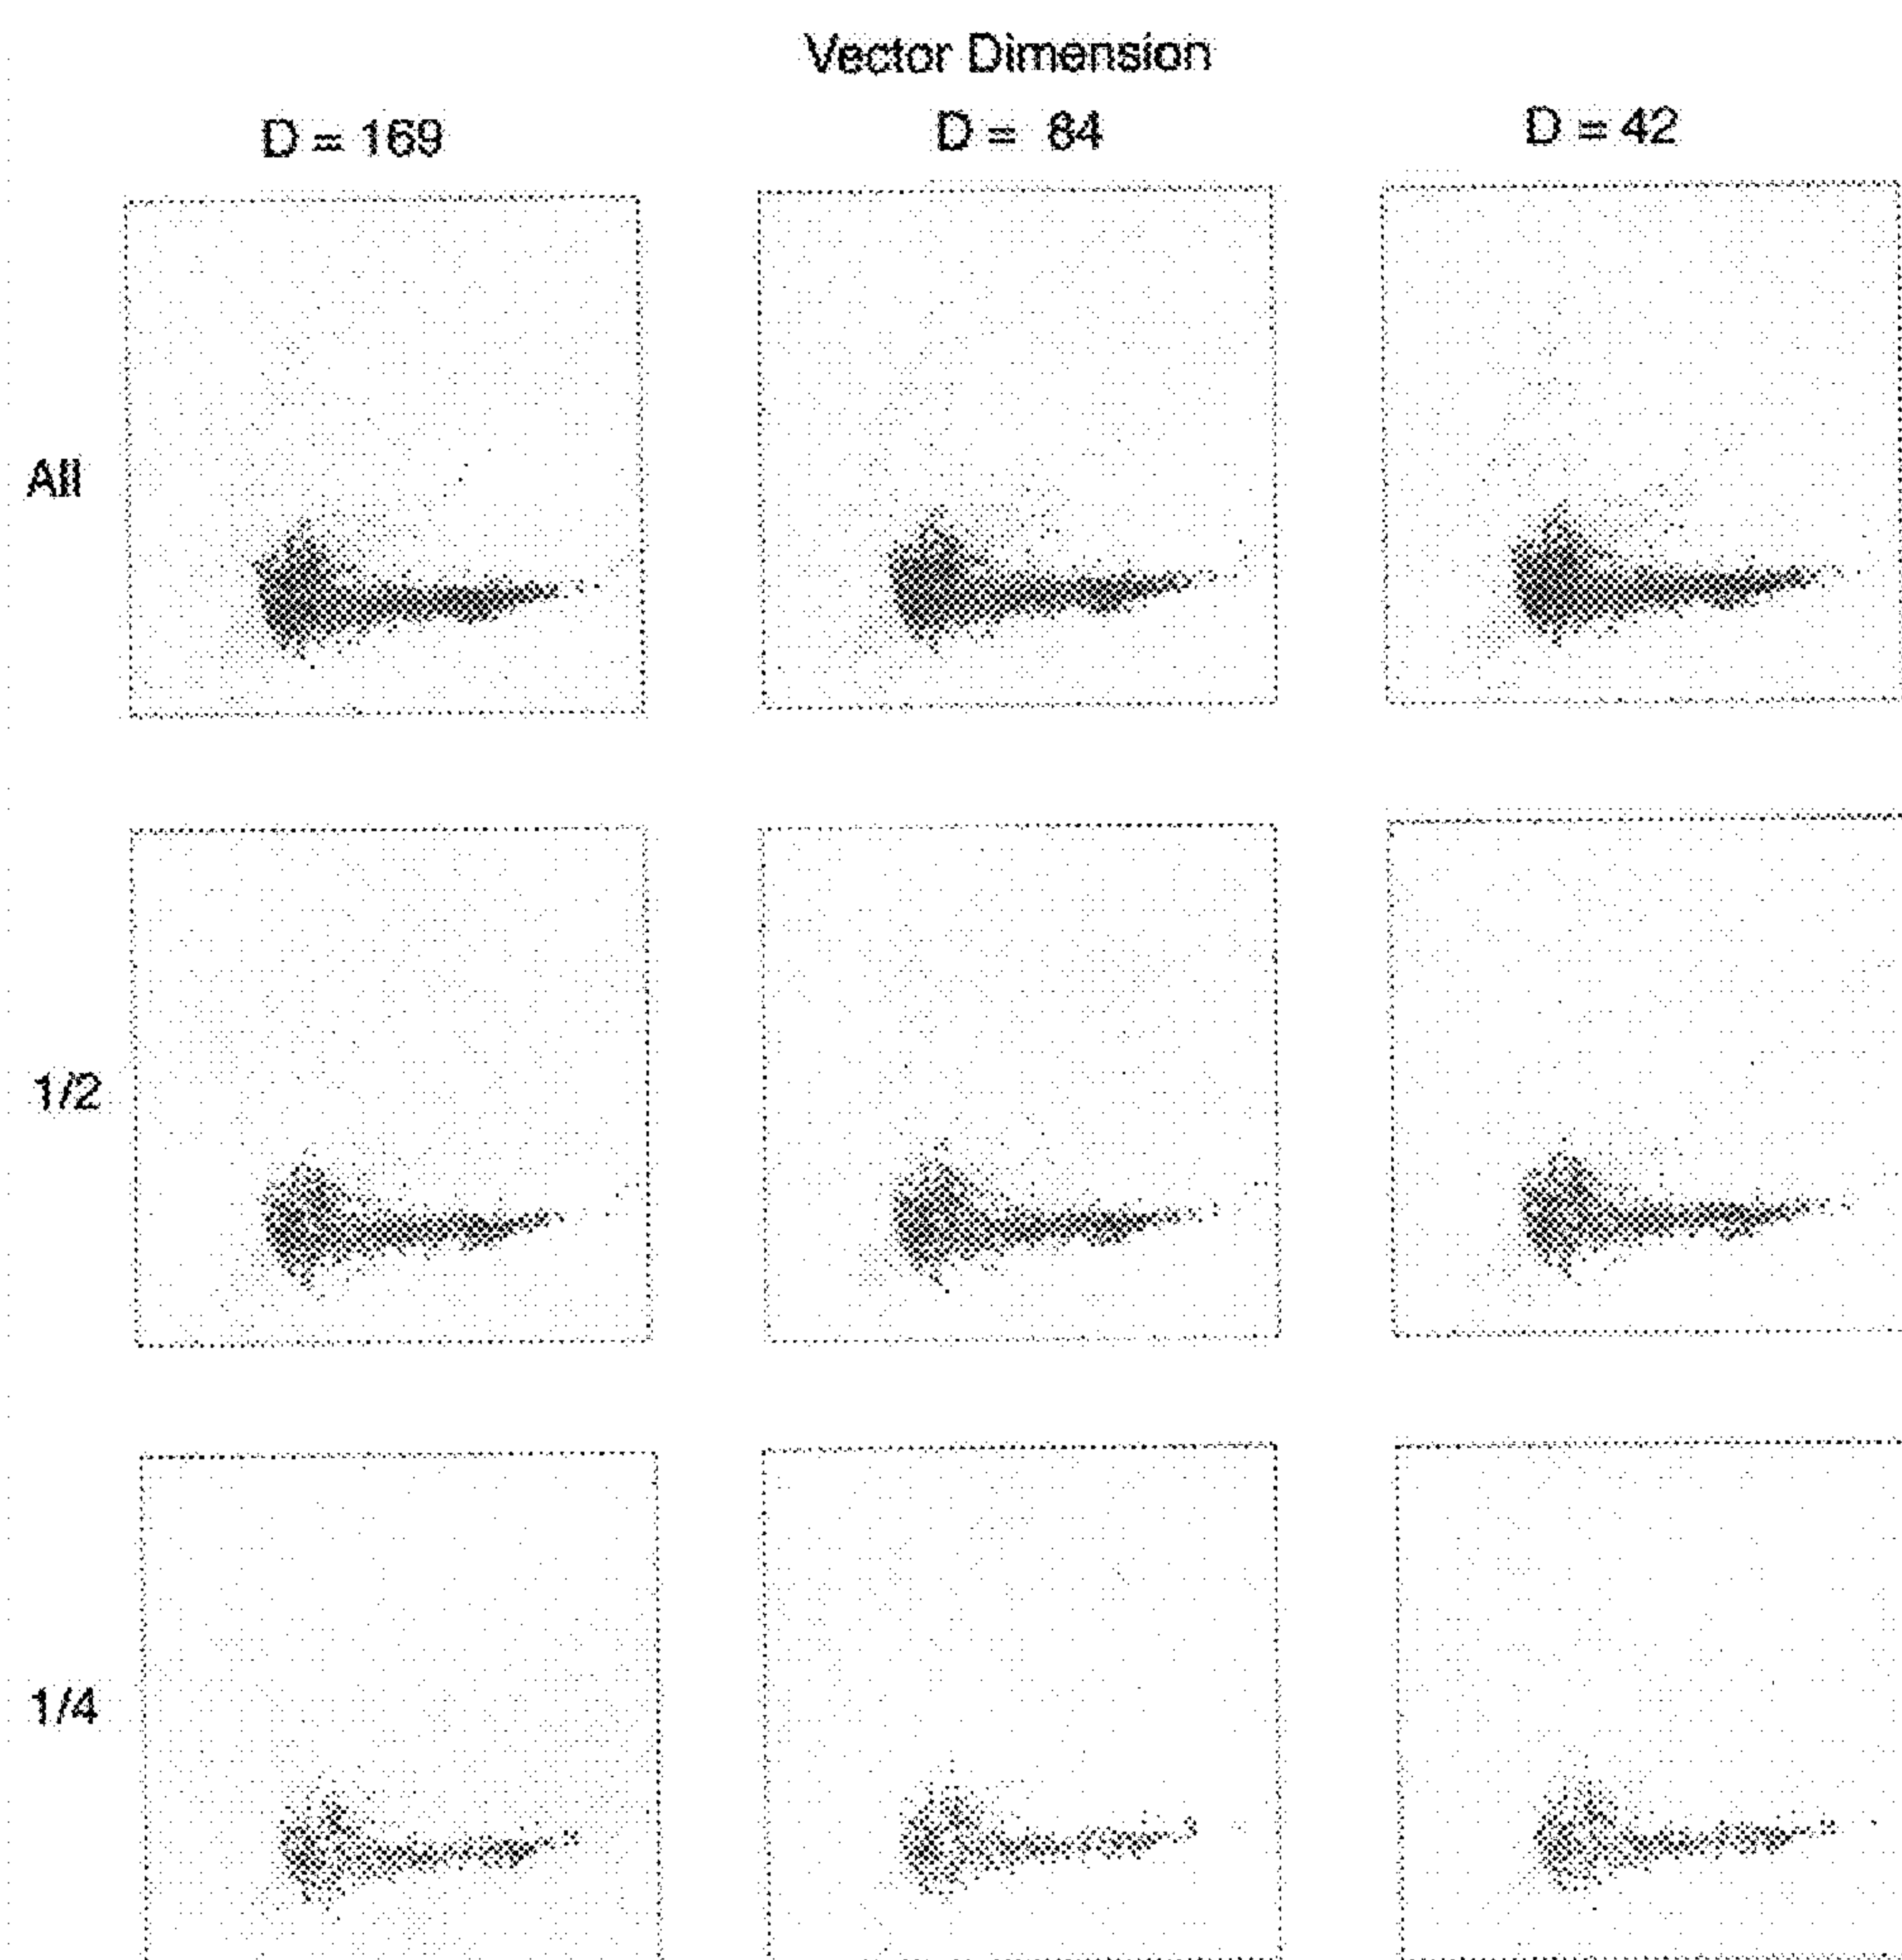 Vector Dimension
D = 169
D = 84
D = 42
All
1/2
1/4